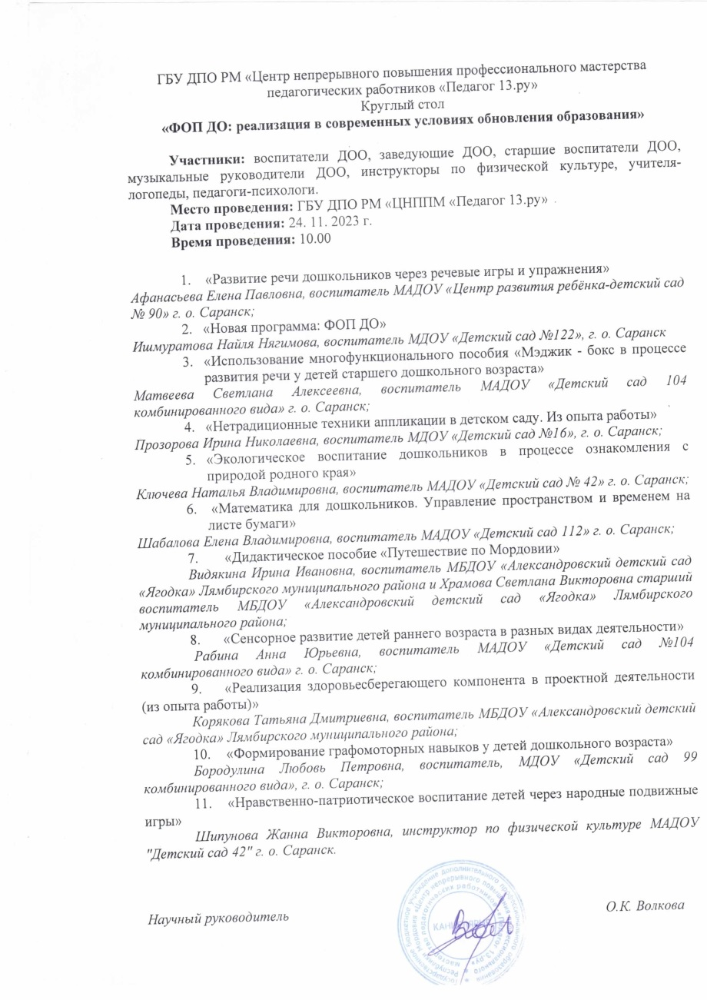 ГБУ ДПО РМ «Центр непрерывного повышения профессионального мастерства
педагогических работников «Педагог 13.ру»
Круглый стол
«ФОП ДО: реализация в современных условиях обновления образования»
Участники: воспитатели ДОО, заведующие ДОО, старшие воспитатели ДОО,
музыкальные руководители ДОО, инструкторы по физической культуре, учителя-
логопеды, педагоги-психологи.
Место проведения: ГБУ ДПО РМ «ЦНППМ «Педагог 13.ру»
Дата проведения: 24. 11. 2023 г.
Время проведения: 10.00
1. «Развитие речи дошкольников через речевые игры и упражнения»
Афанасьева Елена Павловна, воспитатель МАДОУ «Центр развития ребёнка-детский сад
№ 90» г. о. Саранск;
2. «Новая программа: ФОП ДО»
Ишмуратова Найля Нягимова, воспитатель МДОУ «Детский сад №122», г. о. Саранск
3. «Использование многофункционального пособия «Мэджик - бокс в процессе
развития речи у детей старшего дошкольного возраста»
Матвеева Светлана Алексеевна, воспитатель МАДОУ «Детский сад 104
комбинированного вида» г. о. Саранск;
4. «Нетрадиционные техники аппликации в детском саду. Из опыта работы»
Прозорова Ирина Николаевна, воспитатель МДОУ «Детский сад №16», г. о. Саранск;
5. «Экологическое воспитание дошкольников в процессе ознакомления с
природой родного края»
Ключева Наталья Владимировна, воспитатель МАДОУ «Детский сад № 42» г. о. Саранск;
6. «Математика для дошкольников. Управление пространством и временем на
листе бумаги»
Шабалова Елена Владимировна, воспитатель МАДОУ «Детский сад 112» г. о. Саранск;
7. «Дидактическое пособие «Путешествие по Мордовии»
Видякина Ирина Ивановна, воспитатель МБДОУ «Александровский детский сад
«Ягодка» Лямбирского муниципального района и Храмова Светлана Викторовна старший
воспитатель МБДОУ «Александровский детский сад «Ягодка» Лямбирского
муниципального района;
8. «Сенсорное развитие детей раннего возраста в разных видах деятельности»
Рабина Анна Юрьевна, воспитатель МАДОУ «Детский сад №104
комбинированного вида» г. о. Саранск;
9. «Реализация здоровьесберегающего компонента в проектной деятельности
(из опыта работы)»
Корякова Татьяна Дмитриевна, воспитатель МБДОУ «Александровский детский
сад «Ягодка» Лямбирского муниципального района;
10. «Формирование графомоторных навыков у детей дошкольного возраста»
Бородулина Любовь Петровна, воспитатель, МДОУ «Детский сад 99
комбинированного вида», г. о. Саранск;
11. «Нравственно-патриотическое воспитание детей через народные подвижные
игры»
Шипунова Жанна Викторовна, инструктор по физической культуре МАДОУ
"Детский сад 42" г. о. Саранск.
Научный руководитель
О.К. Волкова